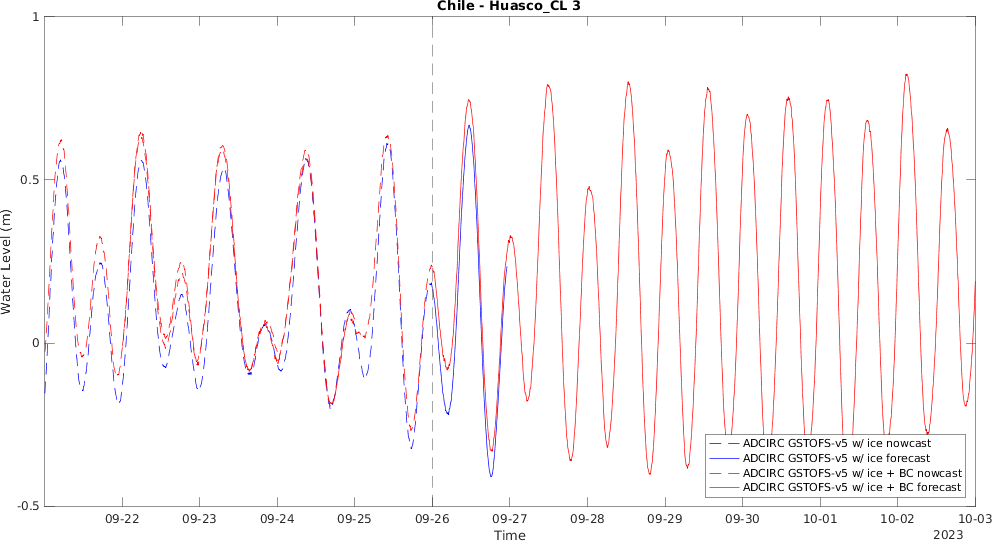 Chile - Huasco_CL 3
Water Level (m)
1
0.5
0
-0.5
09-22 09-23 09-24 09-25 09-26 09-27 09-28 09-29 09-30 10-01 10-02 10-03
Time
2023
ADCIRC GSTOFS-v5 w/ ice nowcast
ADCIRC GSTOFS-v5 w/ ice forecast
ADCIRC GSTOFS-v5 w/ ice + BC nowcast
ADCIRC GSTOFS-v5 w/ ice + BC forecast